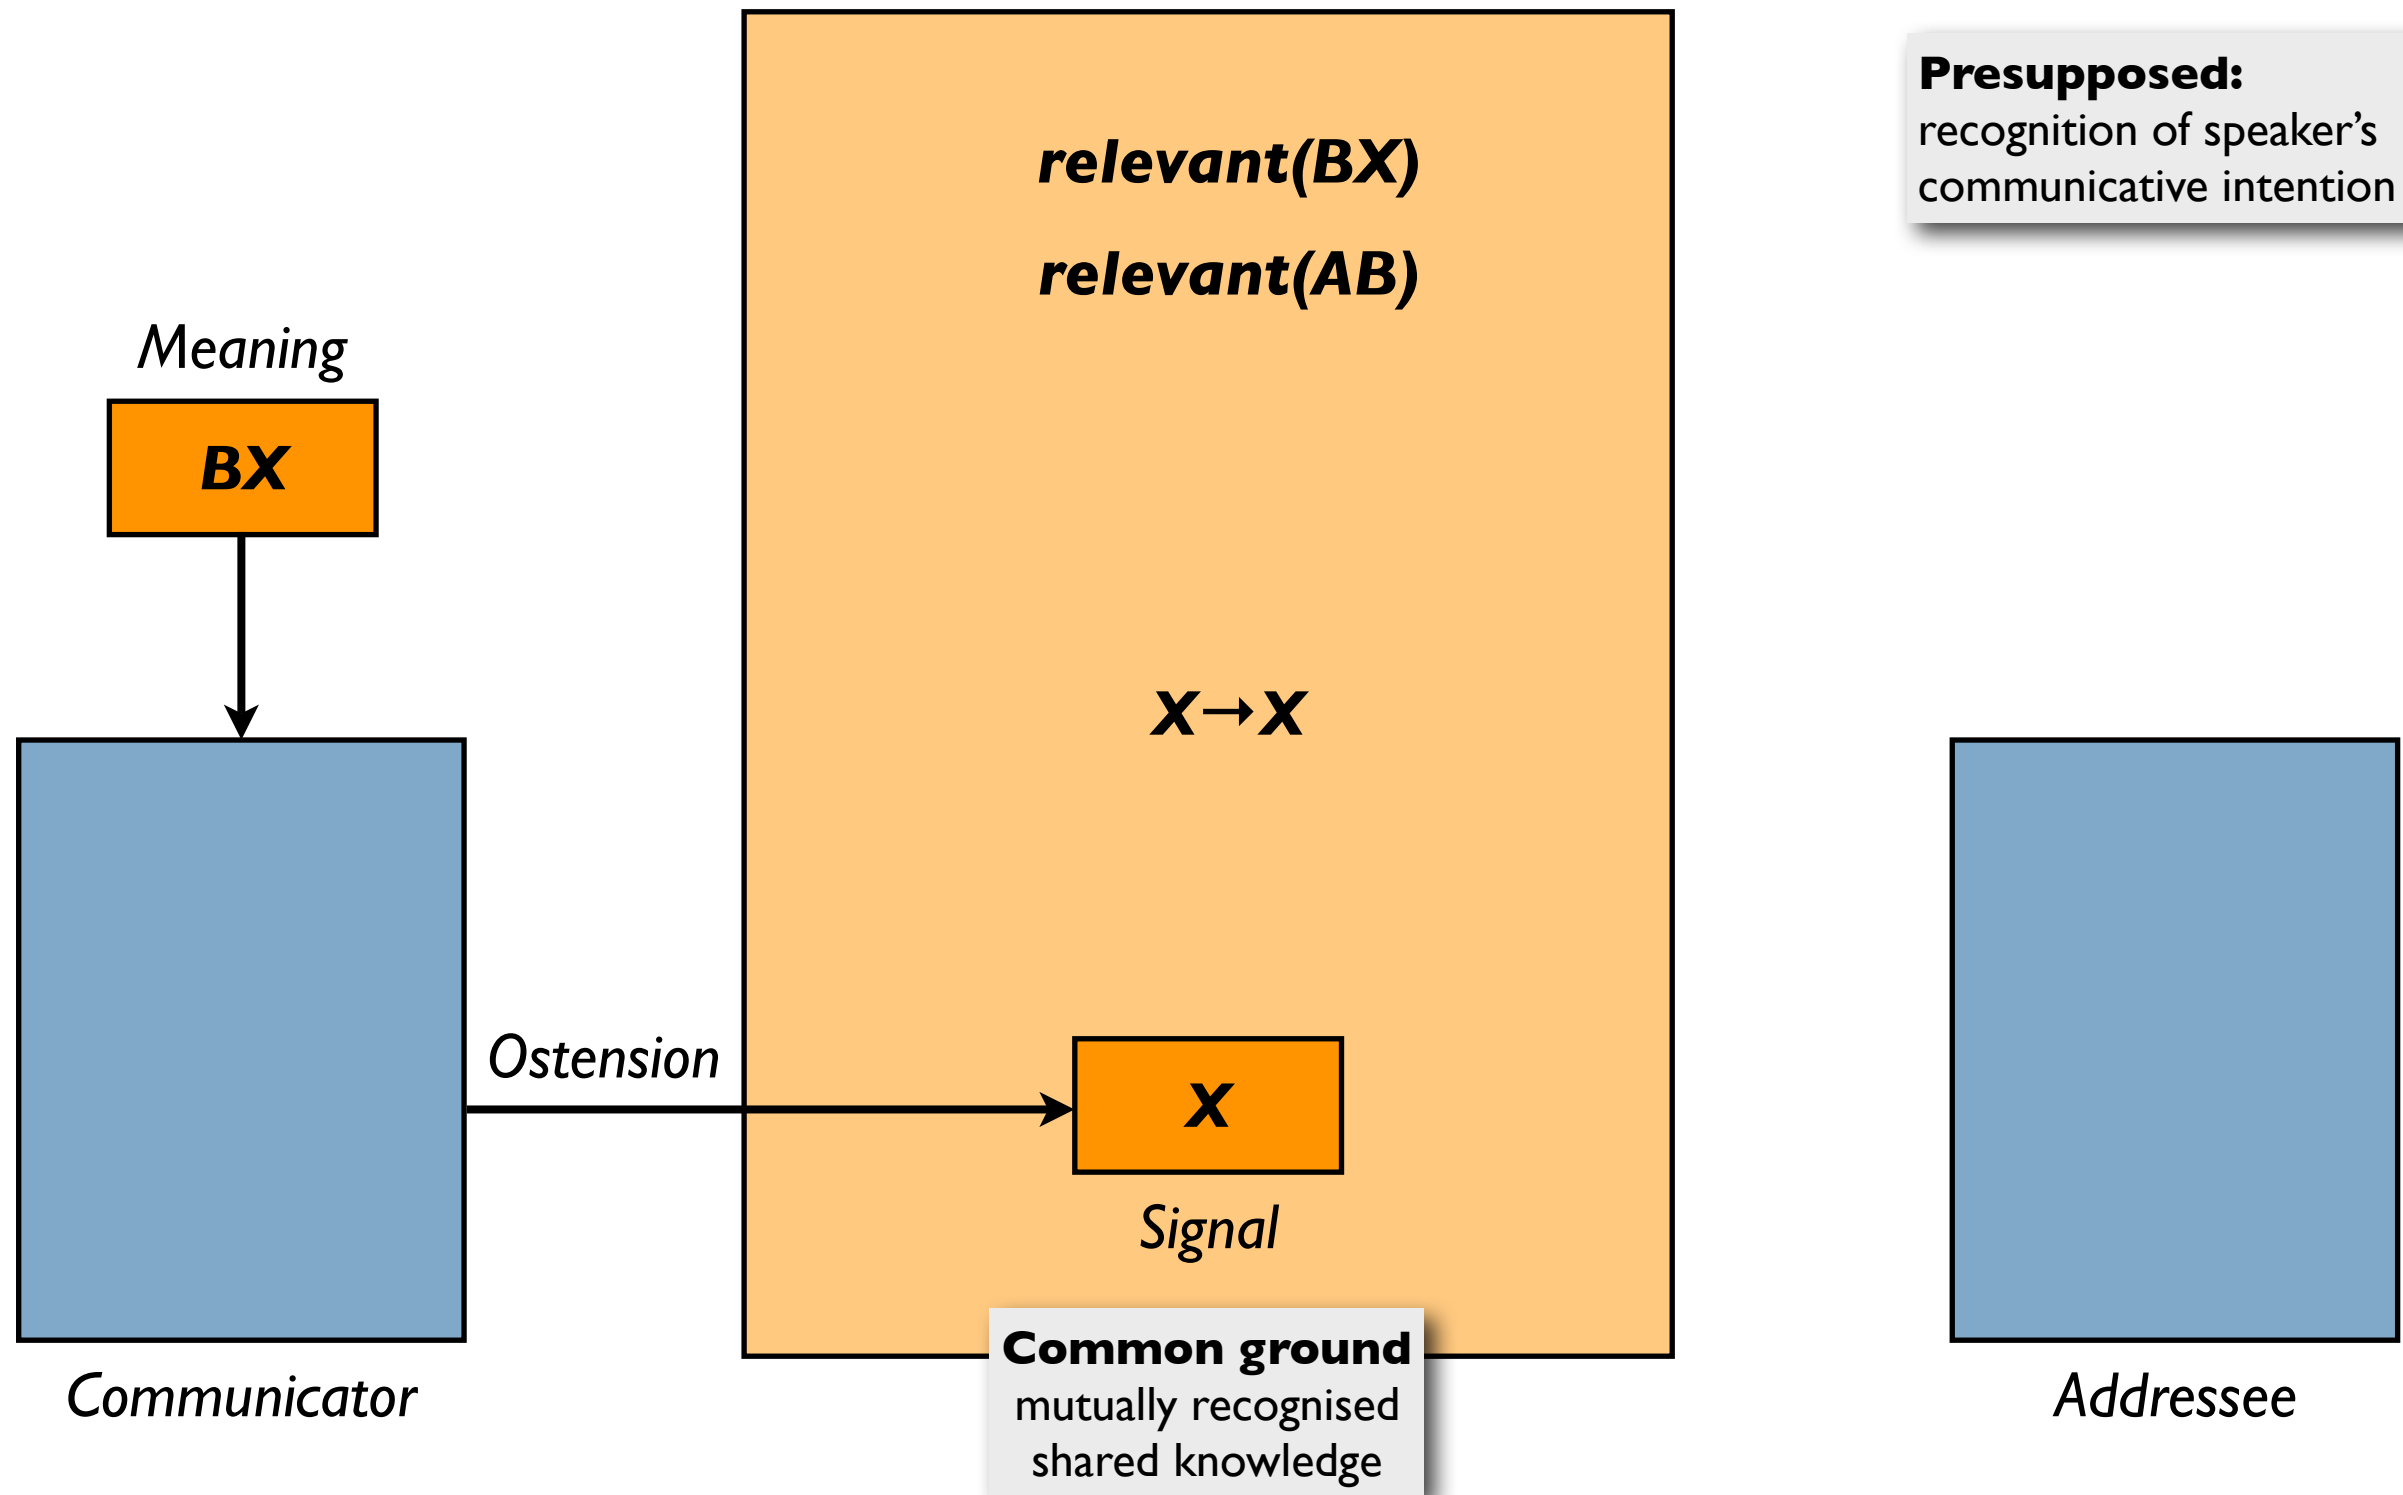 Presupposed:
recognition of speaker’s
communicative intention
relevant(BX)
relevant(AB)
Meaning
BX
X→X
Ostension
X
Signal
Common ground
mutually recognised
shared knowledge
Communicator
Addressee